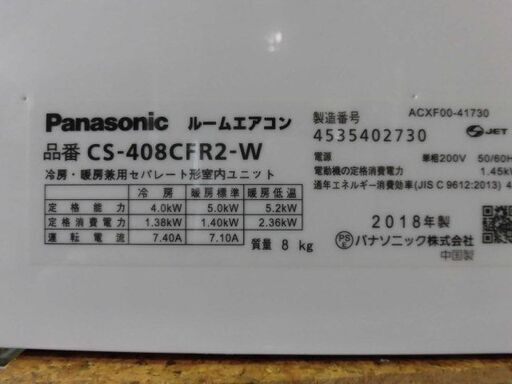 Panasonic ルームエアコン
品番 CS-408CFR2-W
冷房・暖房兼用セパレート形室内ユニット
冷房 暖房標準 暖房低温
定格能力 4.0kW 5.0kW 5.2kW
定格消費電力 1.38kW 1.40kW 2.36kW
運転電流 7.40A 7.10A
質量 8 kg
ACXF00-41730
製造番号
4535402730
JET
電源 単相200V 50/60H
電動機の定格消費電力 1.45k
通年エネルギー消費効率(JIS C 9612:2013) 4
2018年製
PS E パナソニック株式会社
中国製